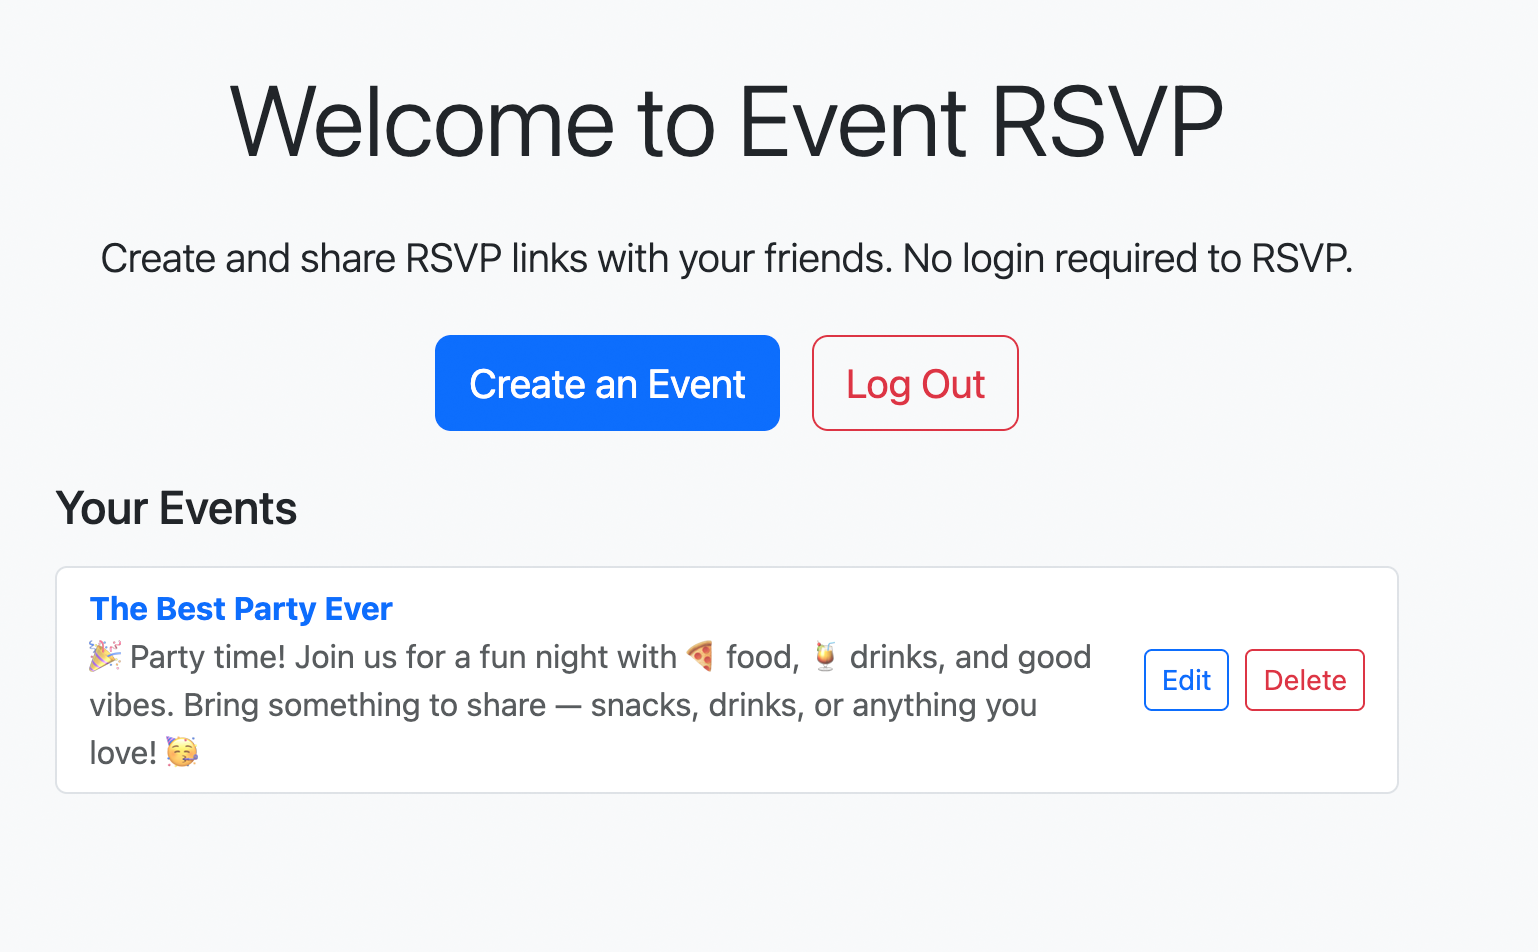 Welcome to Event RSVP
Create and share RSVP links with your friends. No login required to RSVP.
Create an Event
Log Out
Your Events
The Best Party Ever
🎉 Party time! Join us for a fun night with 🍕 food, 🍹 drinks, and good
vibes. Bring something to share — snacks, drinks, or anything you
love! 🥳
Edit
Delete